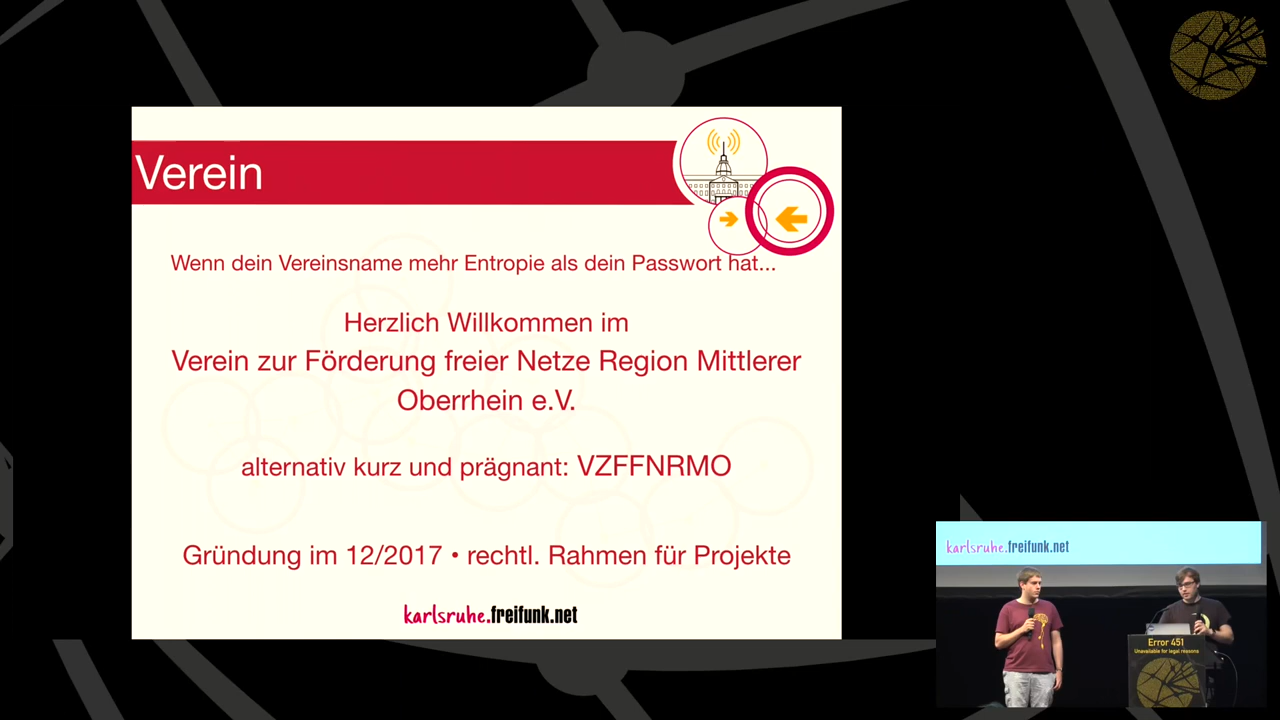 Verein
Wenn dein Vereinsname mehr Entropie als dein Passwort hat...
Herzlich Willkommen im
Verein zur Förderung freier Netze Region Mittlerer
Oberrhein e.V.
alternativ kurz und prägnant: VZFFNRMO
Gründung im 12/2017 • rechtl. Rahmen für Projekte
karlsruhe.freifunk.net
karlsruhe.freifunk.net
Error 451
Unavailable for legal reasons